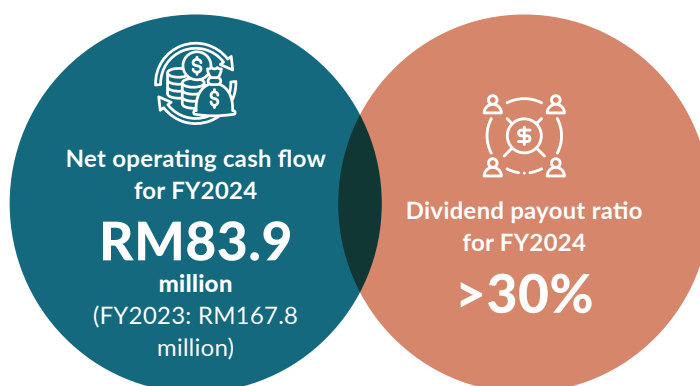 Net operating cash flow
for FY2024
RM83.9
million
(FY2023: RM167.8
million)
Dividend payout ratio
for FY2024
>30%